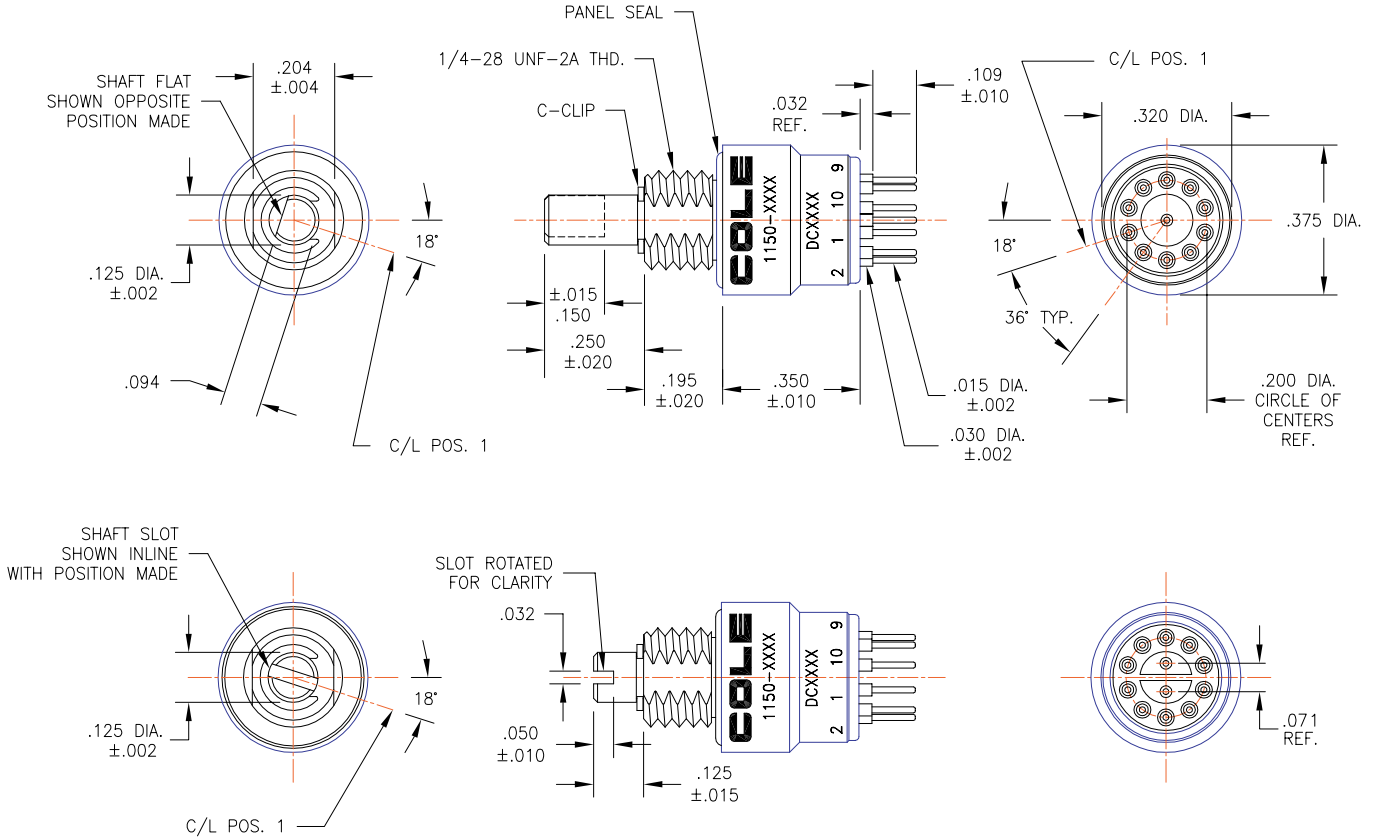 PANEL SEAL
1/4-28 UNF-2A THD.
C-CLIP
SHAFT FLAT
SHOWN OPPOSITE
POSITION MADE
.204
±.004
.032
REF.
.109
±.010
C/L POS. 1
.320 DIA.
.375 DIA.
18°
.125 DIA.
±.002
.094
C/L POS. 1
COLE
1150-XXXX
DCXXXX
9
10
1
2
±.015
.150
.250
±.020
.195
±.020
.350
±.010
.015 DIA.
±.002
.030 DIA.
±.002
18°
36° TYP.
.200 DIA.
CIRCLE OF
CENTERS
REF.
SHAFT SLOT
SHOWN INLINE
WITH POSITION MADE
18°
.125 DIA.
±.002
C/L POS. 1
SLOT ROTATED
FOR CLARITY
.032
.050
±.010
.125
±.015
COLE
1150-XXXX
DCXXXX
9
10
1
2
.071
REF.